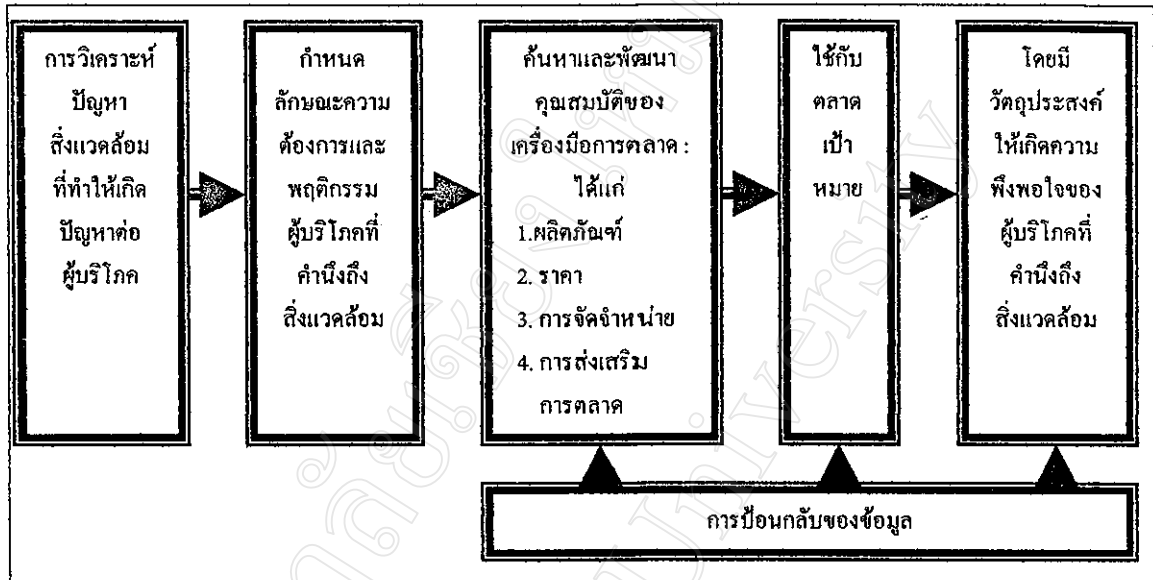 การวิเคราะห์
ปัญหา
สิ่งแวดล้อม
ที่ทำให้เกิด
ปัญหาต่อ
ผู้บริโภค
กำหนด
ลักษณะความ
ต้องการและ
พฤติกรรม
ผู้บริโภคที่
คำนึงถึง
สิ่งแวดล้อม
ค้นหาและพัฒนา
คุณสมบัติของ
เครื่องมือการตลาด :
ได้แก่
1.ผลิตภัณฑ์
2. ราคา
3. การจัดจำหน่าย
4. การส่งเสริม
การตลาด
ใช้กับ
ตลาด
เป้า
หมาย
โดยมี
วัตถุประสงค์
ให้เกิดความ
พึงพอใจของ
ผู้บริโภคที่
คำนึงถึง
สิ่งแวดล้อม
การป้อนกลับของข้อมูล
University